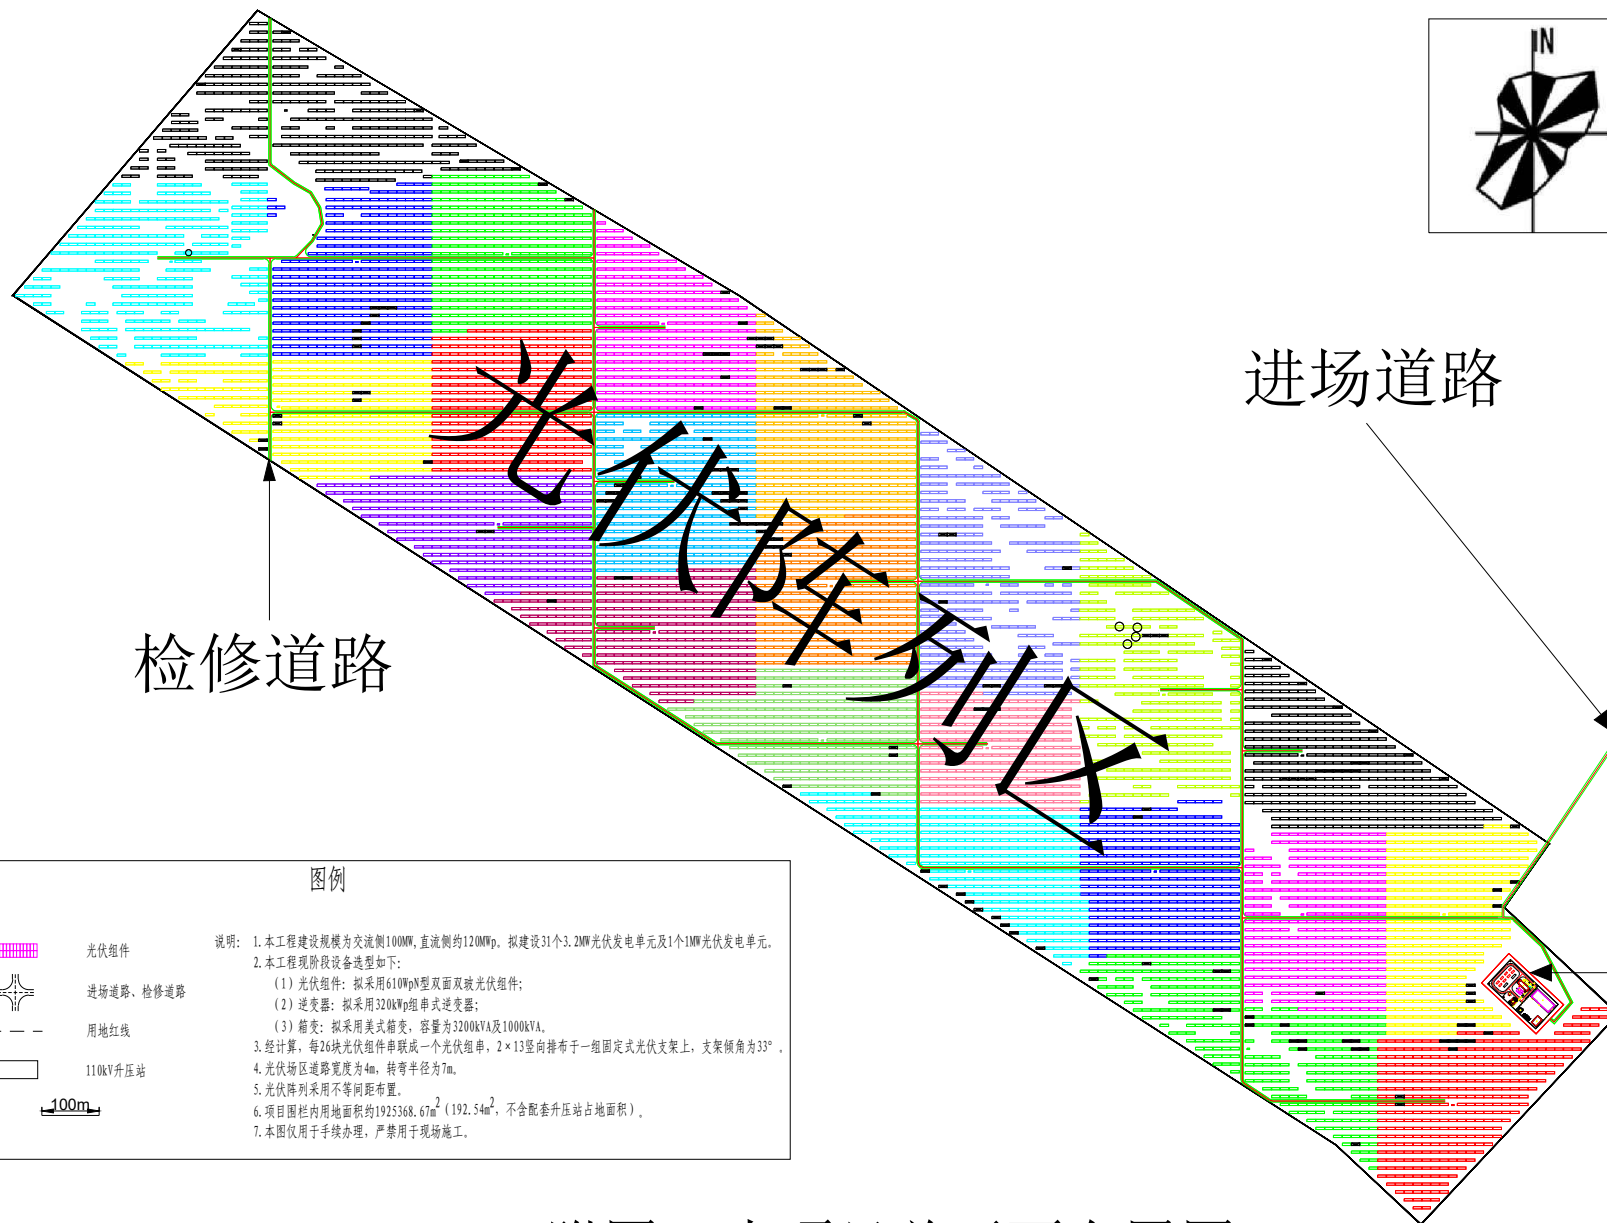 IN
进场道路
光伏阵列区
检修道路
图例
光伏组件
进场道路、检修道路
用地红线
110kV升压站
100m
说明: 1.本工程建设规模为交流侧100MW,直流侧约120MWp。拟建设31个3.2MW光伏发电单元及1个1MW光伏发电单元。
2.本工程现阶段设备选型如下:
(1)光伏组件: 拟采用610WpN型双面双玻光伏组件;
(2)逆变器: 拟采用320kWp组串式逆变器;
(3)箱变: 拟采用美式箱变, 容量为3200kVA及1000kVA。
3.经计算, 每26块光伏组件串联成一个光伏组串, 2×13竖向排布于一组固定式光伏支架上, 支架倾角为33°。
4.光伏场区道路宽度为4m, 转弯半径为7m。
5.光伏阵列采用不等间距布置。
6.项目围栏内用地面积约1925368.67m²(192.54m², 不含配套升压站占地面积)。
7.本图仅用于手续办理, 严禁用于现场施工。